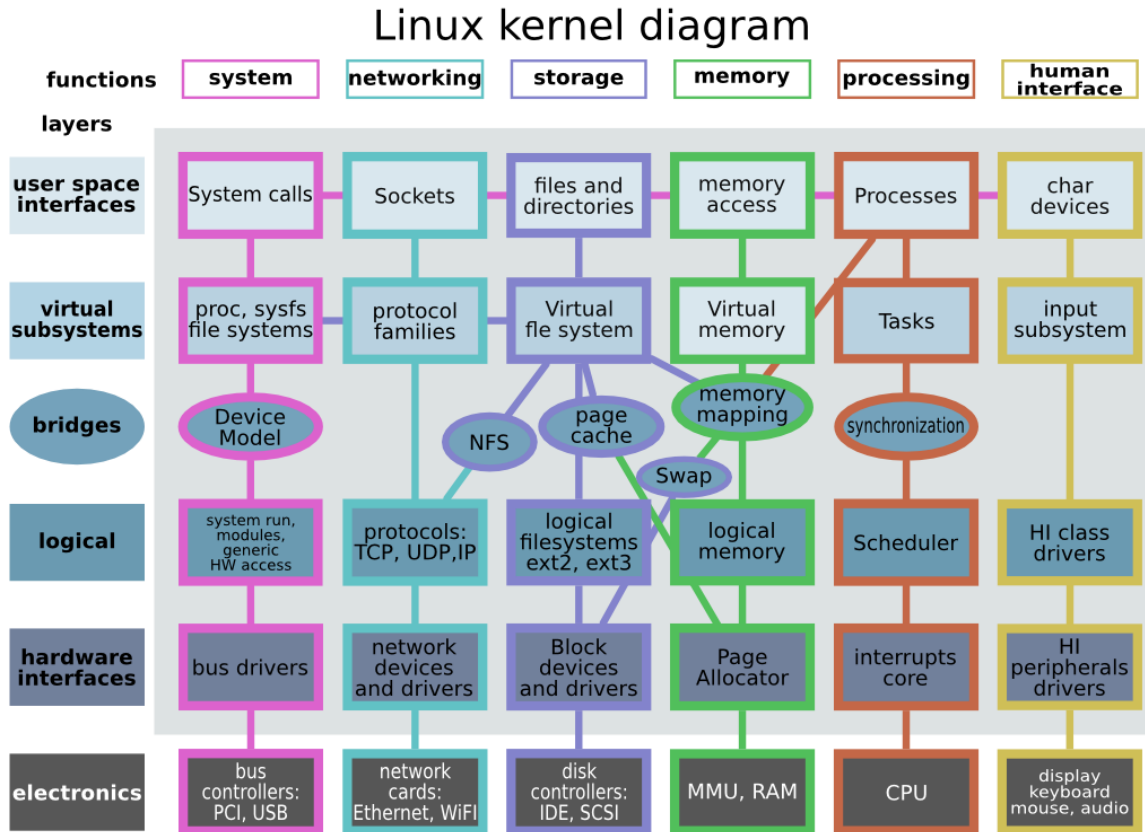 Linux kernel diagram
functions
system
networking
storage
memory
processing
human
interface
layers
user space
interfaces
System calls
Sockets
files and
directories
memory
access
Processes
char
devices
virtual
subsystems
proc, sysfs
file systems
protocol
families
Virtual
fle system
Virtual
memory
Tasks
input
subsystem
bridges
Device
Model
NFS
page
cache
memory
mapping
Swap
synchronization
logical
system run,
modules,
generic
HW access
protocols:
TCP, UDP,IP
logical
filesystems
ext2, ext3
logical
memory
Scheduler
HI class
drivers
hardware
interfaces
bus drivers
network
devices
and drivers
Block
devices
and drivers
Page
Allocator
interrupts
core
HI
peripherals
drivers
electronics
bus
controllers:
PCI, USB
network
cards:
Ethernet, WiFI
disk
controllers:
IDE, SCSI
MMU, RAM
CPU
display
keyboard
mouse, audio